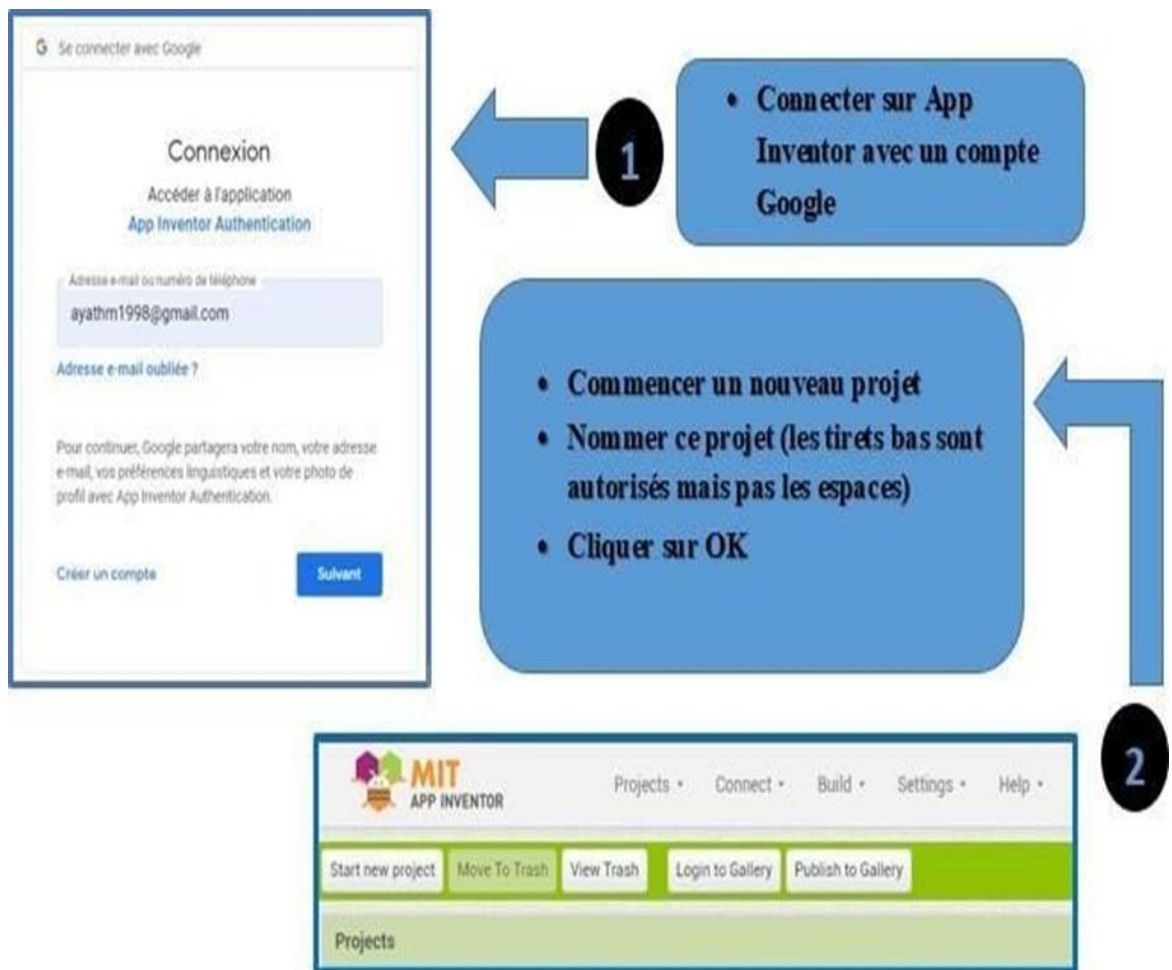 G Se connecter avec Google
Connexion
Accéder à l'application
App Inventor Authentication
Adresse e-mail ou numéro de téléphone
ayathm1998@gmail.com
Adresse e-mail oubliée ?
Pour continuer, Google partagera votre nom, votre adresse
e-mail, vos préférences linguistiques et votre photo de
profil avec App Inventor Authentication.
Créer un compte
Suivant
1
• Connecter sur App
Inventor avec un compte
Google
• Commencer un nouveau projet
• Nommer ce projet (les tirets bas sont
autorisés mais pas les espaces)
• Cliquer sur OK
2
MIT
APP INVENTOR
Projects Connect Build Settings Help
Start new project Move To Trash View Trash Login to Gallery Publish to Gallery
Projects